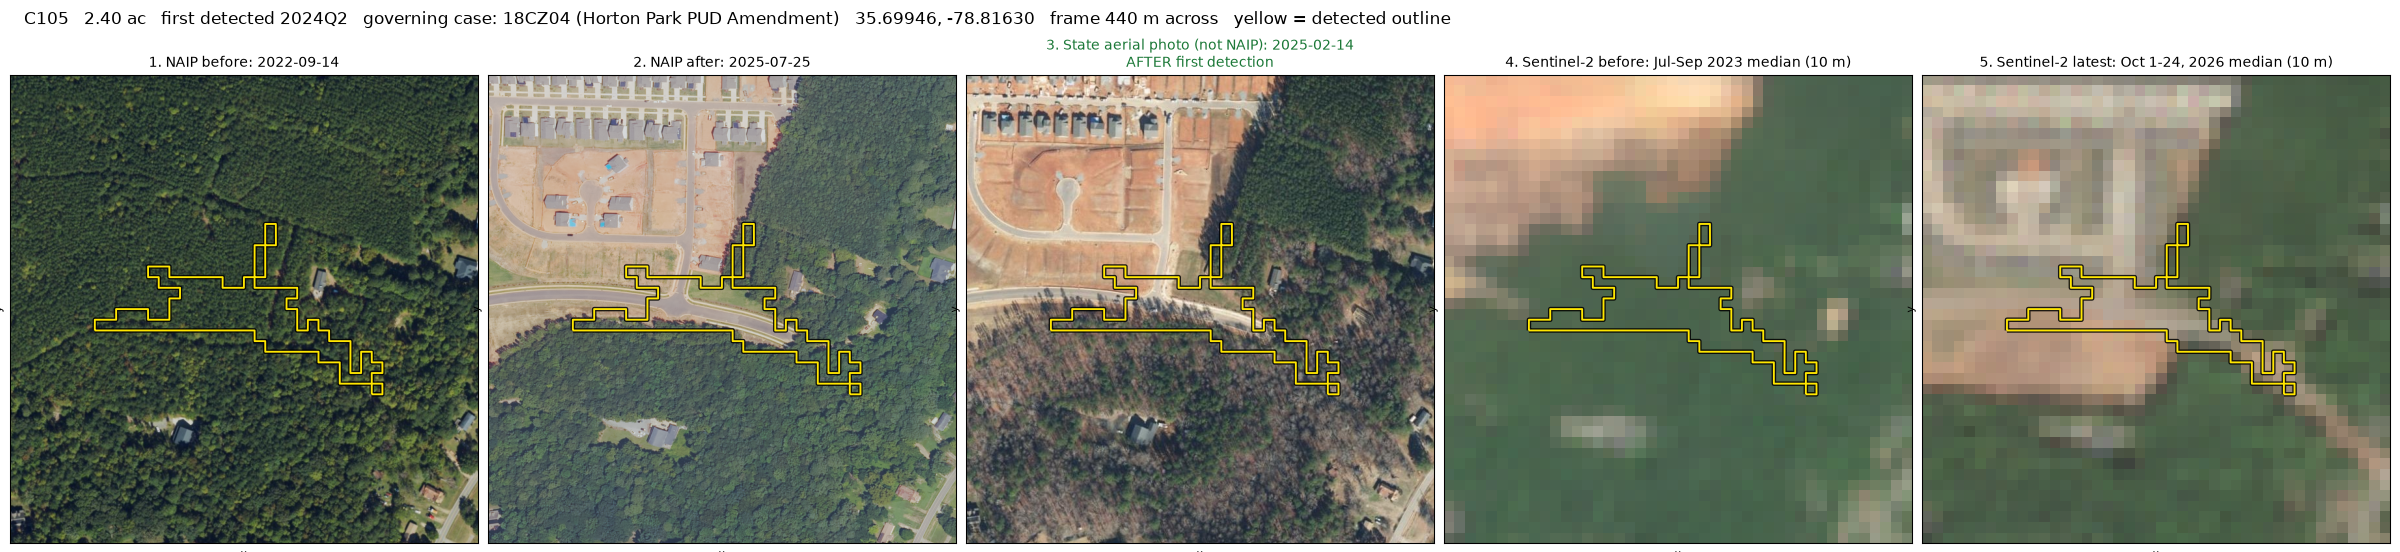 C105   2.40 ac   first detected 2024Q2   governing case: 18CZ04 (Horton Park PUD Amendment)   35.69946, -78.81630   frame 440 m across   yellow = detected outline
3. State aerial photo (not NAIP): 2025-02-14
AFTER first detection
1. NAIP before: 2022-09-14
2. NAIP after: 2025-07-25
4. Sentinel-2 before: Jul-Sep 2023 median (10 m)
5. Sentinel-2 latest: Oct 1-24, 2026 median (10 m)